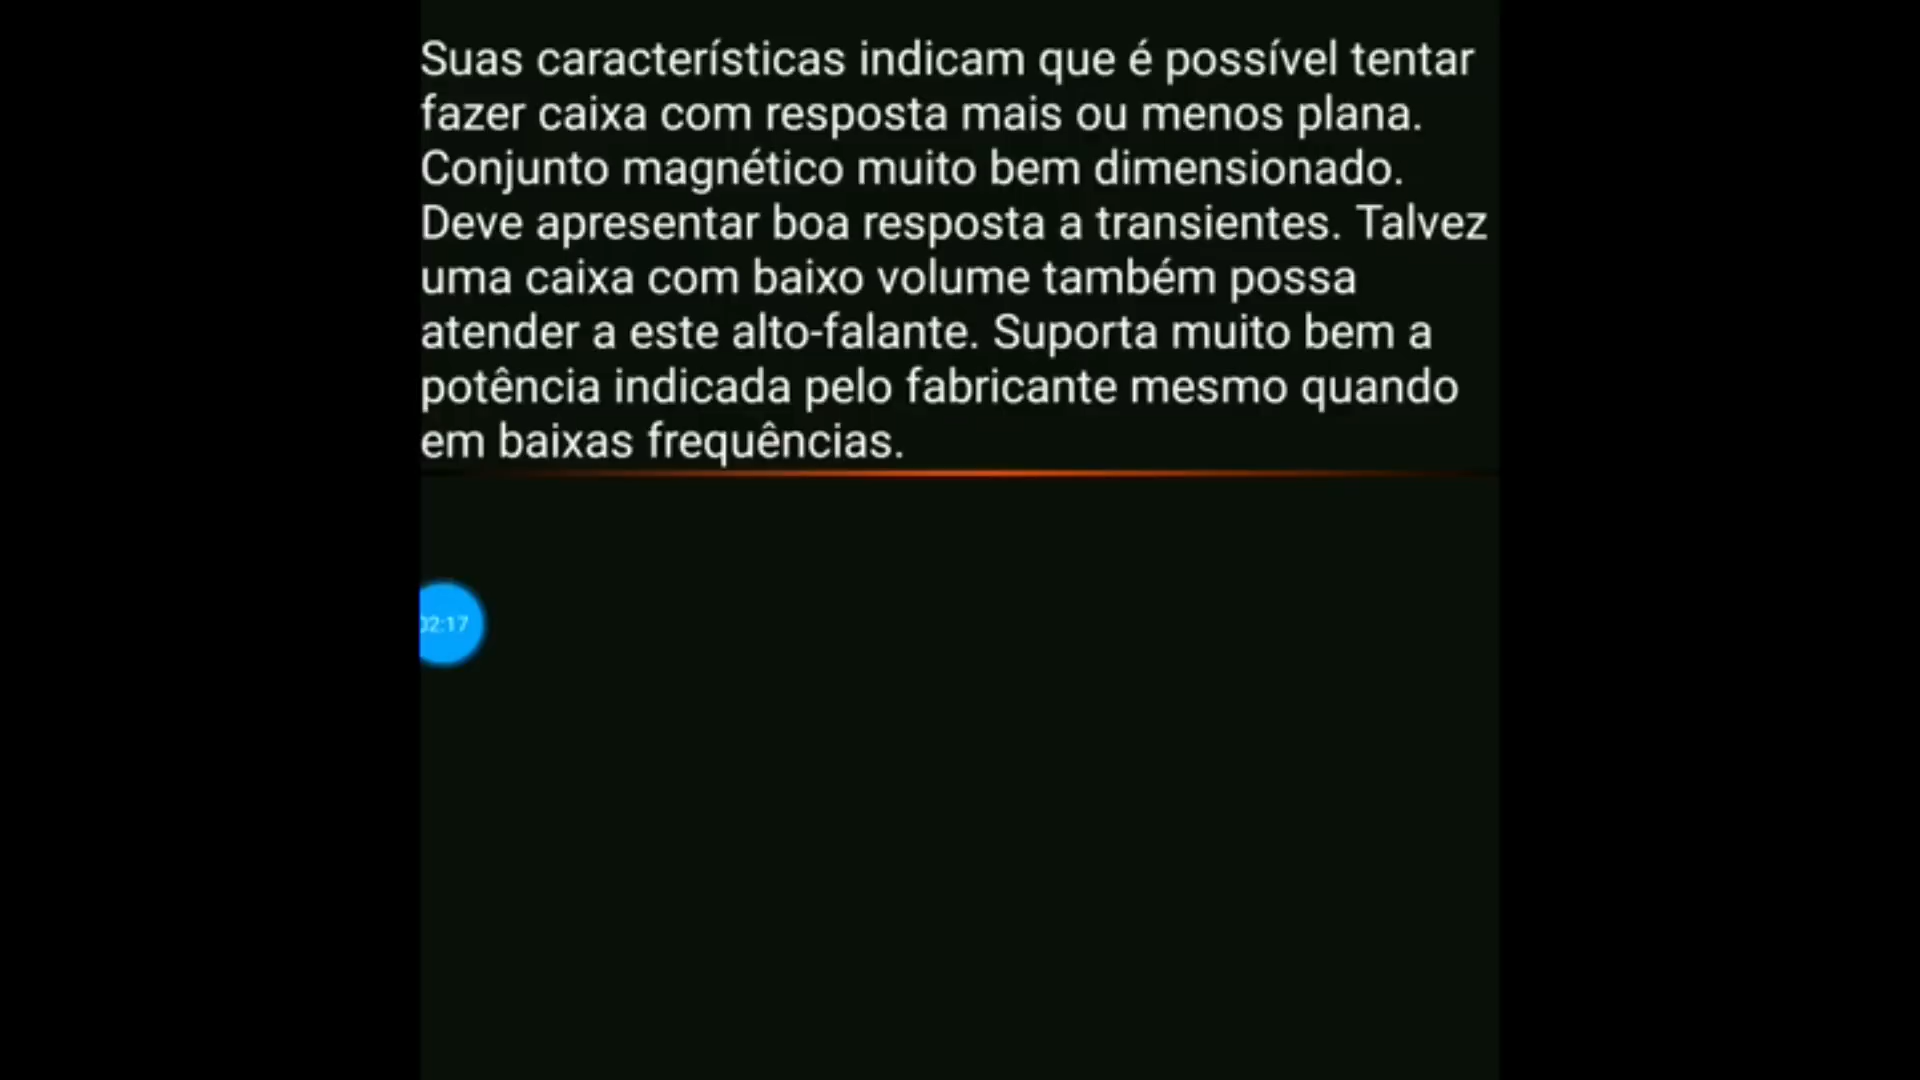 Suas características indicam que é possível tentar
fazer caixa com resposta mais ou menos plana.
Conjunto magnético muito bem dimensionado.
Deve apresentar boa resposta a transientes. Talvez
uma caixa com baixo volume também possa
atender a este alto-falante. Suporta muito bem a
potência indicada pelo fabricante mesmo quando
em baixas frequências.
02:17